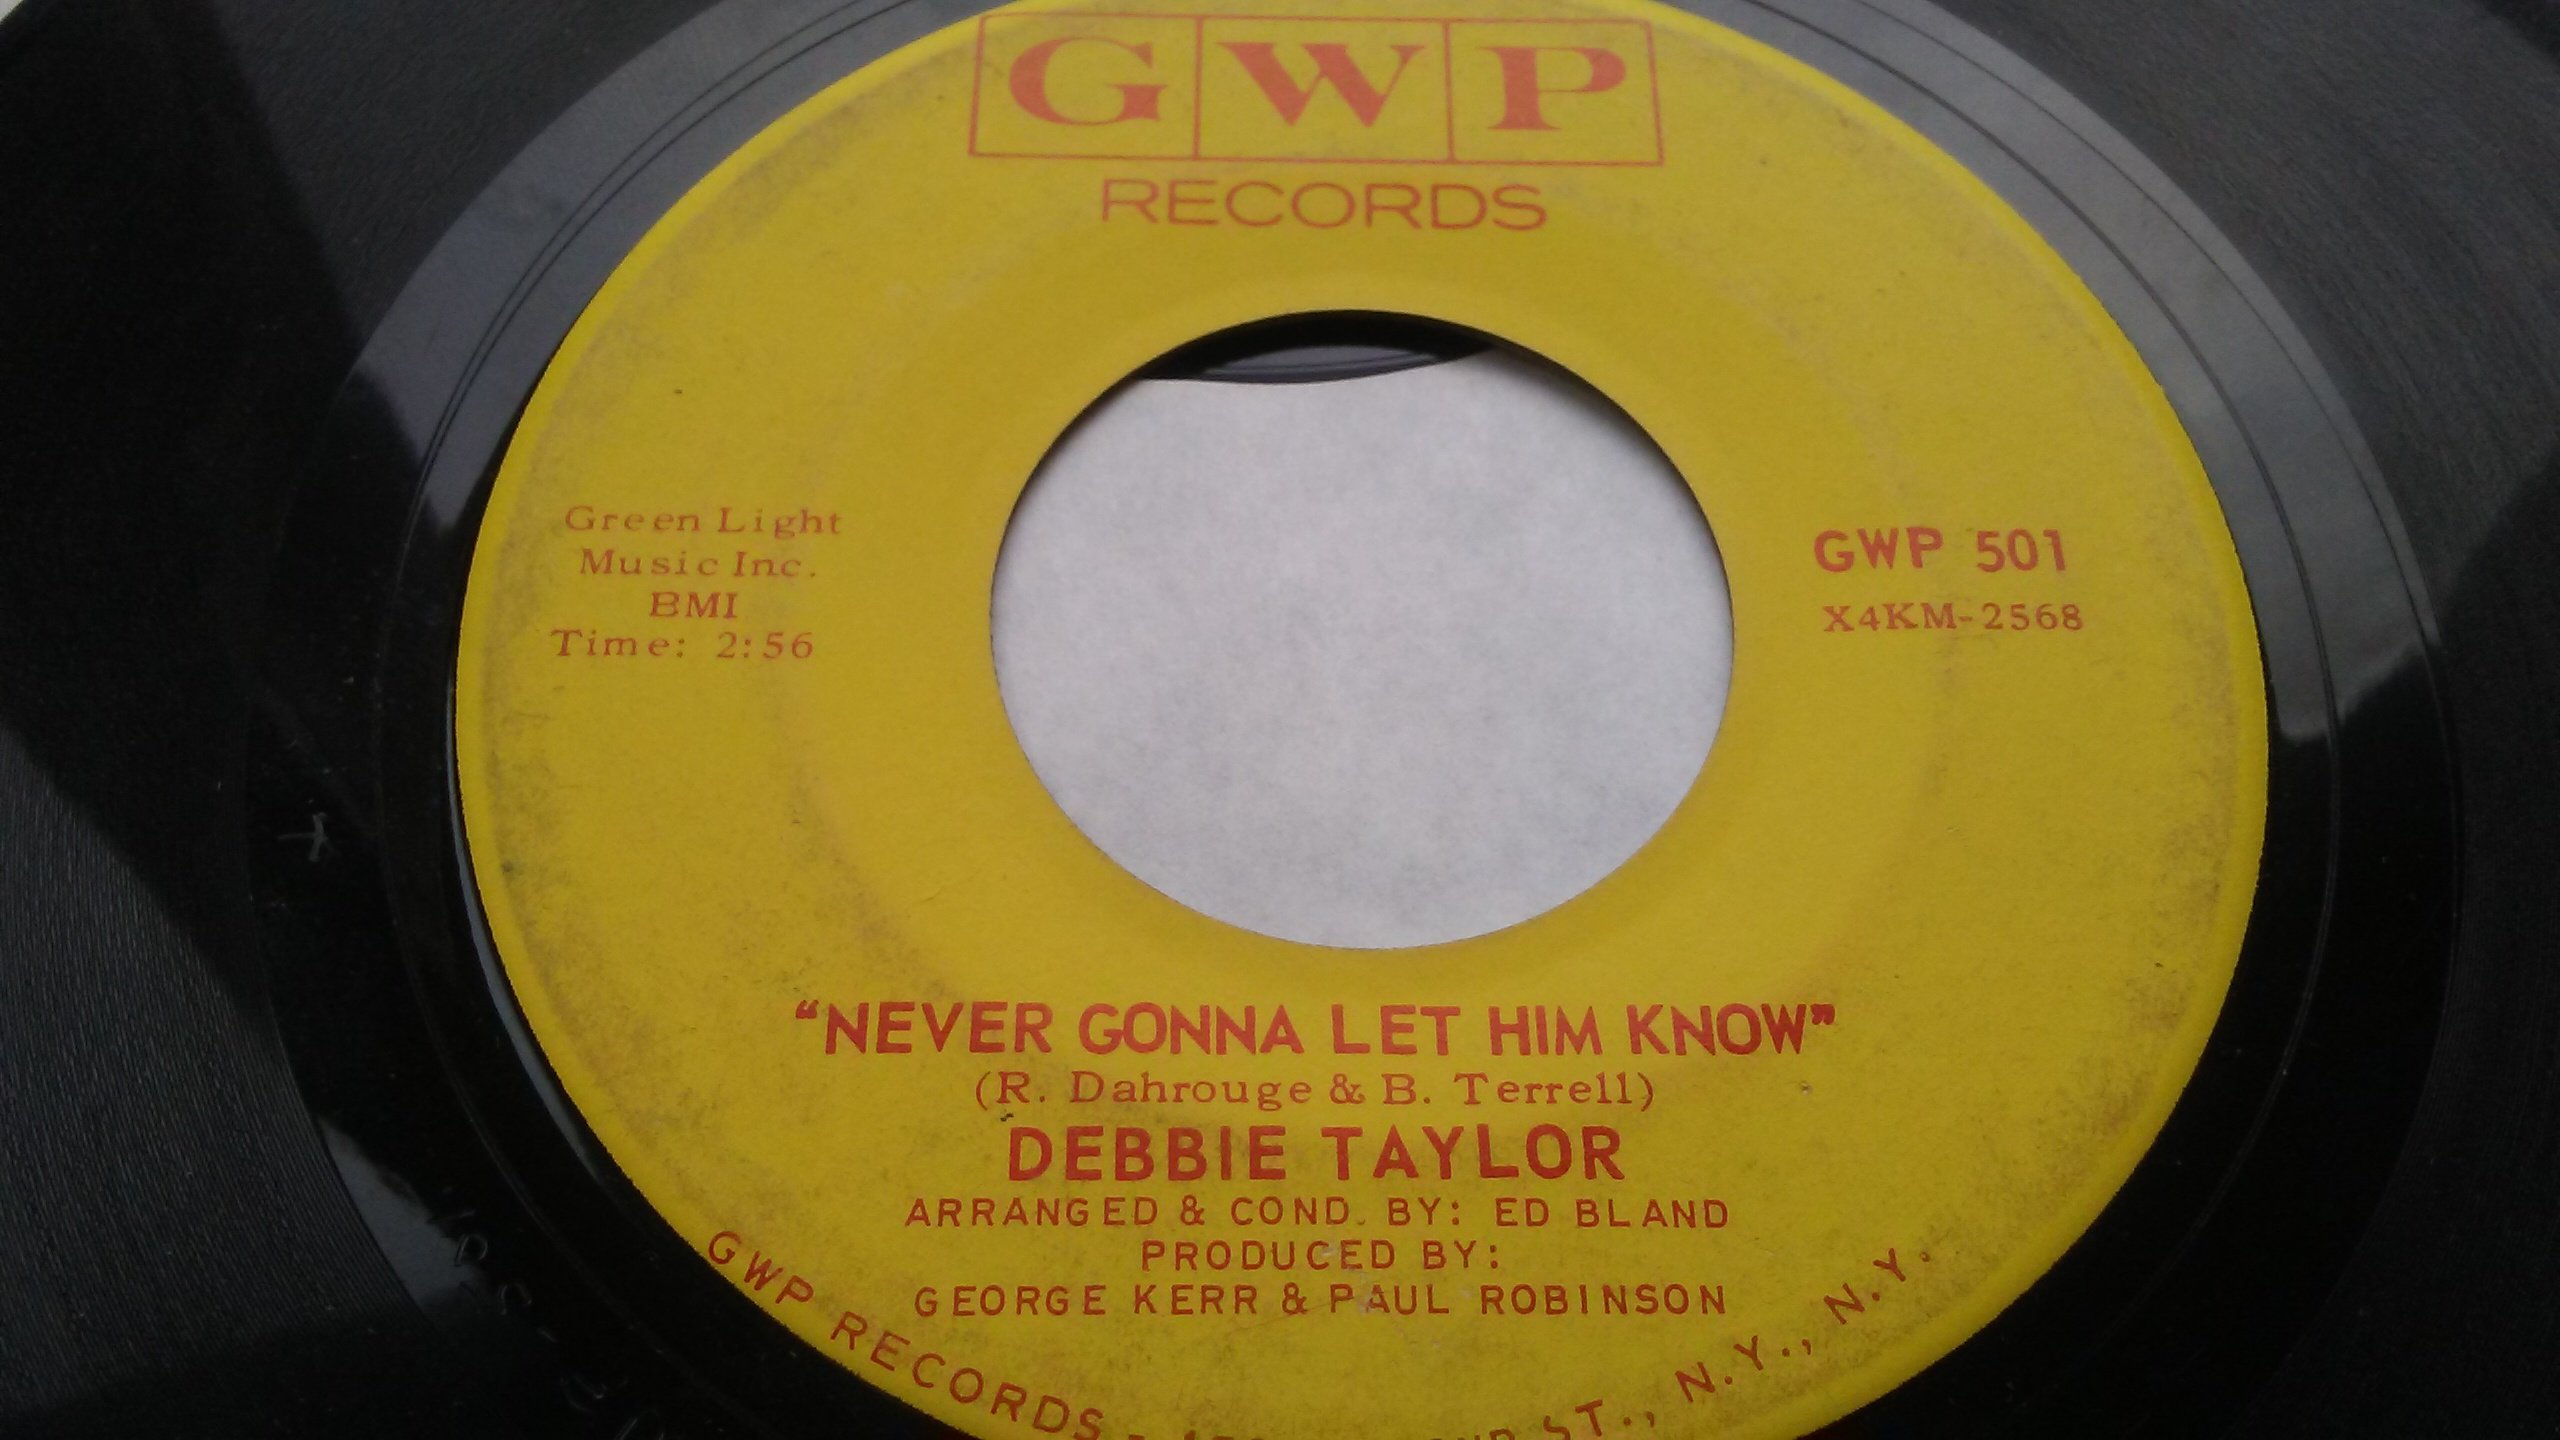 GWP
RECORDS
Green Light
Music Inc.
BMI
Time: 2:56
GWP 501
X4KM-2568
"NEVER GONNA LET HIM KNOW"
(R. Dahrouge & B. Terrell)
DEBBIE TAYLOR
ARRANGED & COND. BY: ED BLAND
PRODUCED BY:
GEORGE KERR & PAUL ROBINSON
GWP RECORDS - ST., N.Y., N.Y.